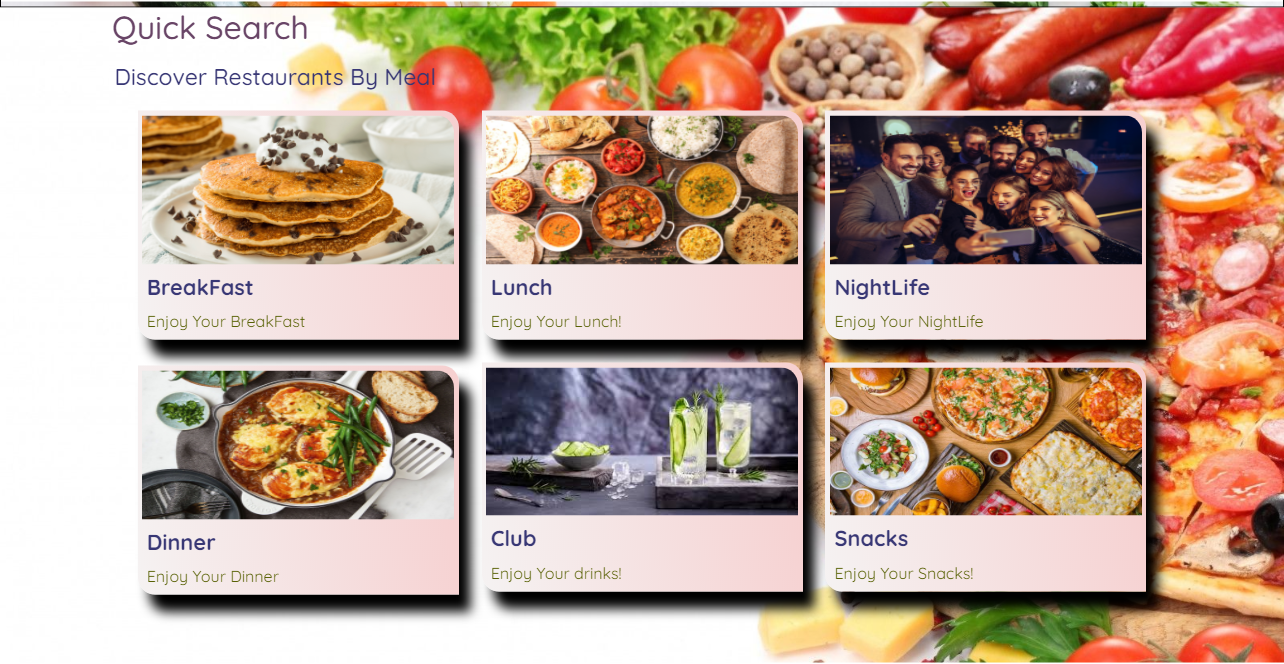 Quick Search
Discover Restaurants By Meal
BreakFast
Enjoy Your BreakFast
Lunch
Enjoy Your Lunch!
NightLife
Enjoy Your NightLife
Dinner
Enjoy Your Dinner
Club
Enjoy Your drinks!
Snacks
Enjoy Your Snacks!